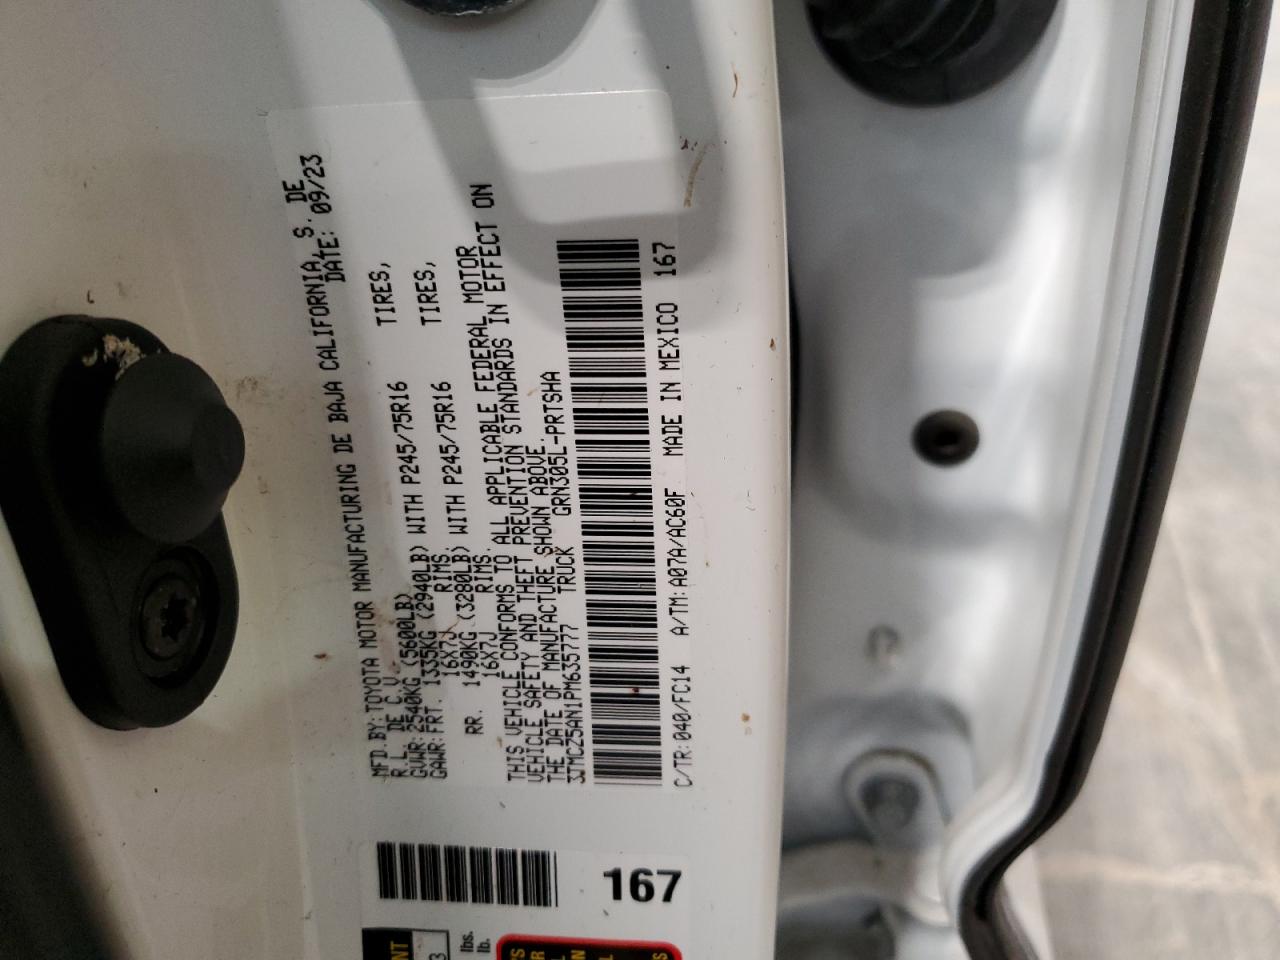 MFD.BY:TOYOTA MOTOR MANUFACTURING DE BAJA CALIFORNIA, S. DE
R.L. DE C.V. DATE: 09/23
GVWR:2540KG (5600LB)
GAWR:FRT. 1335KG (2940LB) WITH P245/75R16 TIRES,
16X7J RIMS.
RR. 1490KG (3280LB) WITH P245/75R16 TIRES,
16X7J RIMS.
THIS VEHICLE CONFORMS TO ALL APPLICABLE FEDERAL MOTOR
VEHICLE SAFETY AND THEFT PREVENTION STANDARDS IN EFFECT ON
THE DATE OF MANUFACTURE SHOWN ABOVE.
3TMCZ5AN1PM635777 TRUCK GRN305L-PRTSHA
C/TR:040/FC14 A/TM:A07A/AC60F MADE IN MEXICO 167
167
lbs.
lb.